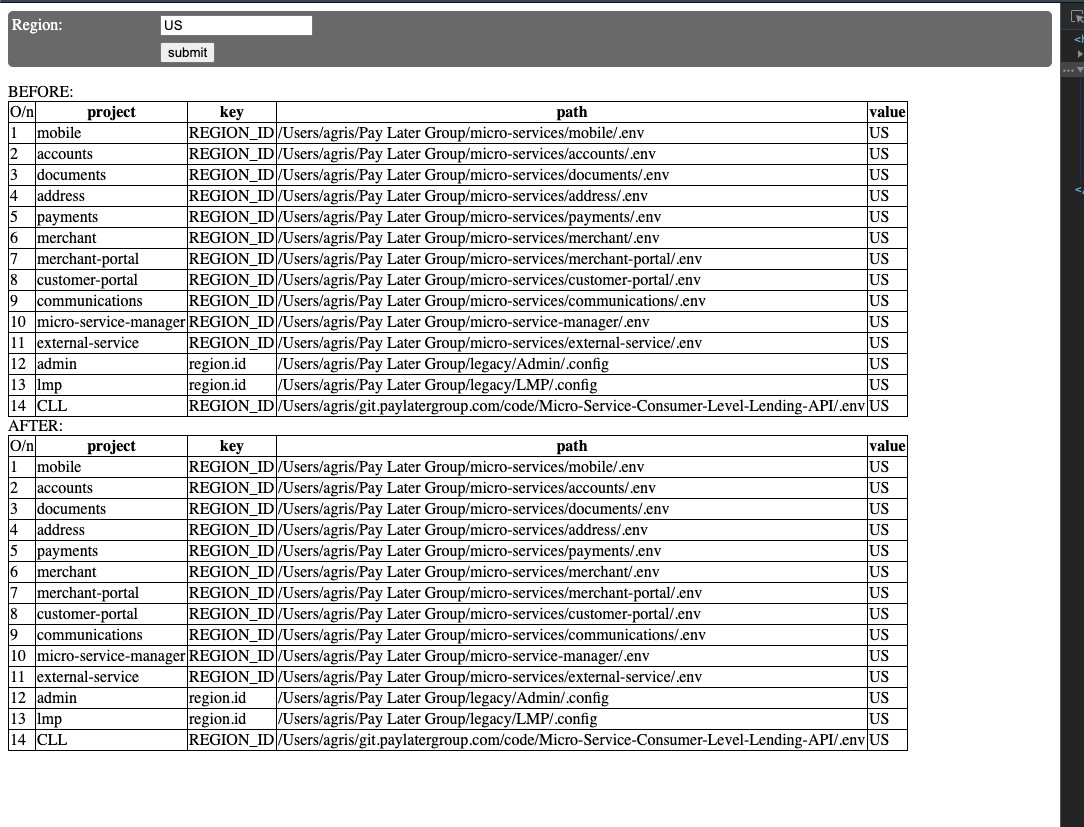 Region: US
submit
BEFORE:
O/n project key path value
1 mobile REGION_ID /Users/agris/Pay Later Group/micro-services/mobile/.env US
2 accounts REGION_ID /Users/agris/Pay Later Group/micro-services/accounts/.env US
3 documents REGION_ID /Users/agris/Pay Later Group/micro-services/documents/.env US
4 address REGION_ID /Users/agris/Pay Later Group/micro-services/address/.env US
5 payments REGION_ID /Users/agris/Pay Later Group/micro-services/payments/.env US
6 merchant REGION_ID /Users/agris/Pay Later Group/micro-services/merchant/.env US
7 merchant-portal REGION_ID /Users/agris/Pay Later Group/micro-services/merchant-portal/.env US
8 customer-portal REGION_ID /Users/agris/Pay Later Group/micro-services/customer-portal/.env US
9 communications REGION_ID /Users/agris/Pay Later Group/micro-services/communications/.env US
10 micro-service-manager REGION_ID /Users/agris/Pay Later Group/micro-service-manager/.env US
11 external-service REGION_ID /Users/agris/Pay Later Group/micro-services/external-service/.env US
12 admin region.id /Users/agris/Pay Later Group/legacy/Admin/.config US
13 lmp region.id /Users/agris/Pay Later Group/legacy/LMP/.config US
14 CLL REGION_ID /Users/agris/git.paylatergroup.com/code/Micro-Service-Consumer-Level-Lending-API/.env US
AFTER:
O/n project key path value
1 mobile REGION_ID /Users/agris/Pay Later Group/micro-services/mobile/.env US
2 accounts REGION_ID /Users/agris/Pay Later Group/micro-services/accounts/.env US
3 documents REGION_ID /Users/agris/Pay Later Group/micro-services/documents/.env US
4 address REGION_ID /Users/agris/Pay Later Group/micro-services/address/.env US
5 payments REGION_ID /Users/agris/Pay Later Group/micro-services/payments/.env US
6 merchant REGION_ID /Users/agris/Pay Later Group/micro-services/merchant/.env US
7 merchant-portal REGION_ID /Users/agris/Pay Later Group/micro-services/merchant-portal/.env US
8 customer-portal REGION_ID /Users/agris/Pay Later Group/micro-services/customer-portal/.env US
9 communications REGION_ID /Users/agris/Pay Later Group/micro-services/communications/.env US
10 micro-service-manager REGION_ID /Users/agris/Pay Later Group/micro-service-manager/.env US
11 external-service REGION_ID /Users/agris/Pay Later Group/micro-services/external-service/.env US
12 admin region.id /Users/agris/Pay Later Group/legacy/Admin/.config US
13 lmp region.id /Users/agris/Pay Later Group/legacy/LMP/.config US
14 CLL REGION_ID /Users/agris/git.paylatergroup.com/code/Micro-Service-Consumer-Level-Lending-API/.env US